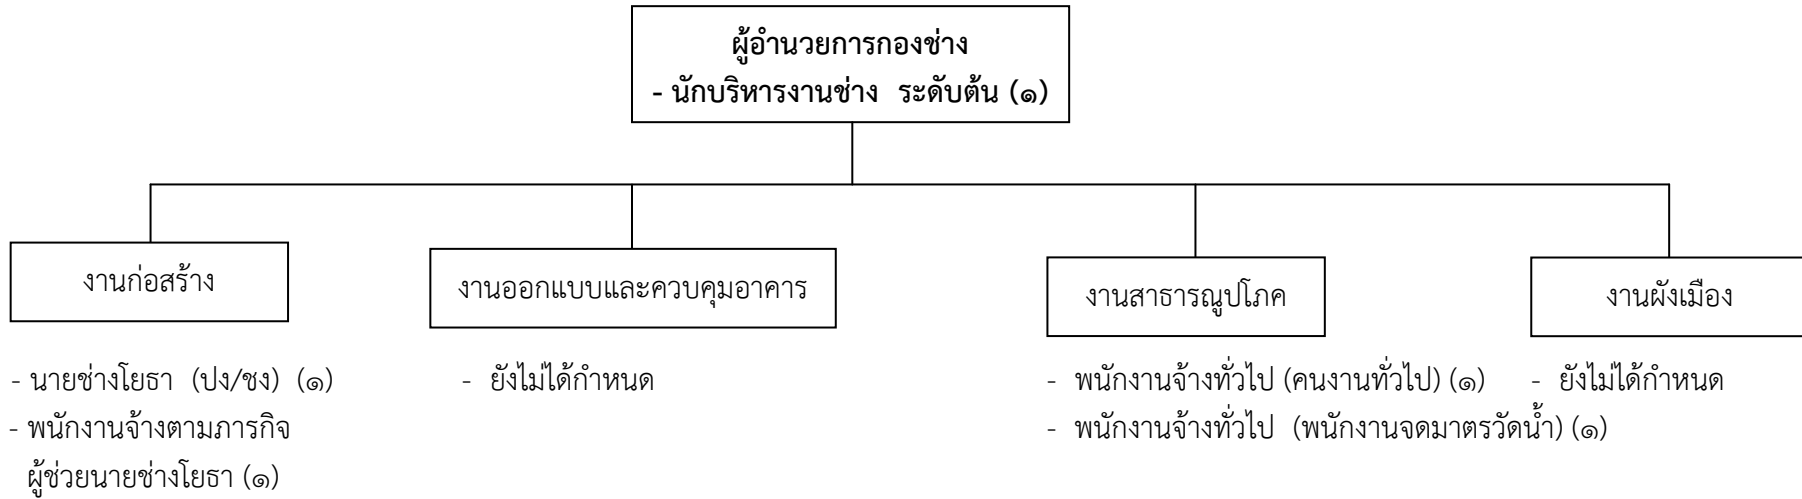 ผู้อำนวยการกองช่าง
- นักบริหารงานช่าง ระดับต้น (๑)
งานก่อสร้าง
งานออกแบบและควบคุมอาคาร
งานสาธารณูปโภค
งานผังเมือง
- นายช่างโยธา (ปง/ชง) (๑)
- พนักงานจ้างตามภารกิจ
ผู้ช่วยนายช่างโยธา (๑)
- ยังไม่ได้กำหนด
- พนักงานจ้างทั่วไป (คนงานทั่วไป) (๑)
- พนักงานจ้างทั่วไป (พนักงานจดมาตรวัดน้ำ) (๑)
- ยังไม่ได้กำหนด